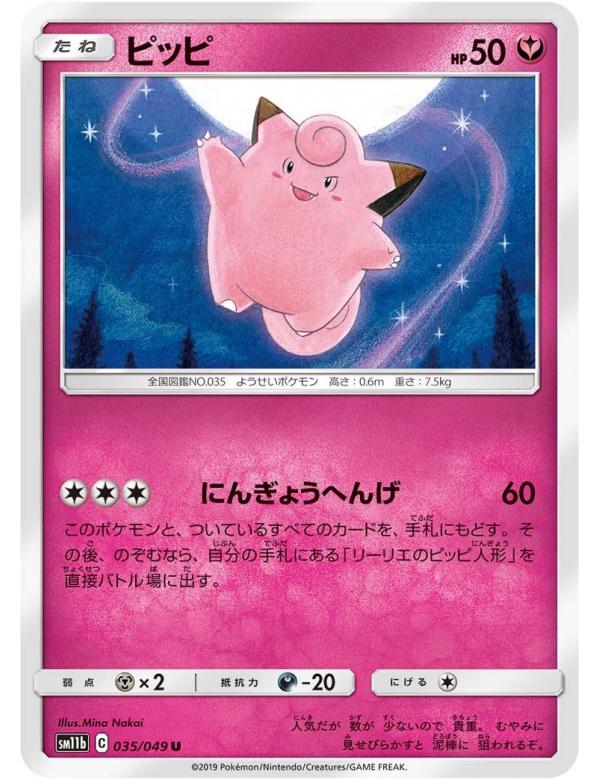 たね ピッピ HP50
全国図鑑NO.035 ようせいポケモン 高さ：0.6m 重さ：7.5kg
にんぎょうへんげ 60
このポケモンと、ついているすべてのカードを、手札にもどす。そ
の後、のぞむなら、自分の手札にある「リーリエのピッピ人形」を
直接バトル場に出す。
弱点 ×2 抵抗力 -20 にげる
Illus.Mina Nakai
人気だが 数が 少ないので 貴重。 むやみに
見せびらかすと 泥棒に 狙われるぞ。
sm11b C 035/049 U
©2019 Pokémon/Nintendo/Creatures/GAME FREAK.